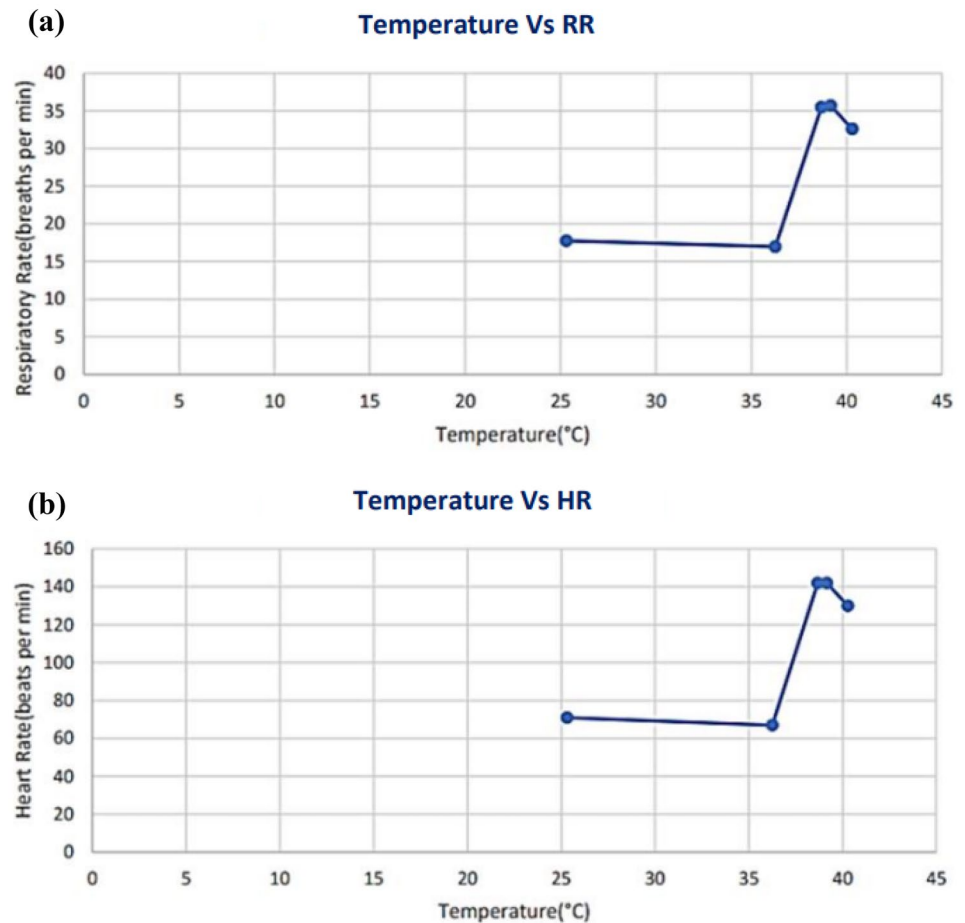 (a)
Temperature Vs RR
Respiratory Rate(breaths per min)
40
35
30
25
20
15
10
5
0
0 5 10 15 20 25 30 35 40 45
Temperature(°C)
(b)
Temperature Vs HR
Heart Rate(beats per min)
160
140
120
100
80
60
40
20
0
0 5 10 15 20 25 30 35 40 45
Temperature(°C)